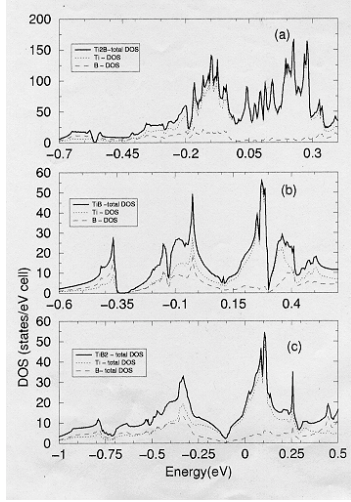 (a)
Ti2B-total DOS
Ti - DOS
B - DOS
200
150
100
50
0
-0.7 -0.45 -0.2 0.05 0.3
(b)
TiB -total DOS
Ti - DOS
B - DOS
60
50
40
30
20
10
0
-0.6 -0.35 -0.1 0.15 0.4
DOS (states/eV cell)
(c)
TiB2 - total DOS
Ti - total DOS
B- total DOS
60
50
40
30
20
10
0
-1 -0.75 -0.5 -0.25 0 0.25 0.5
Energy(eV)